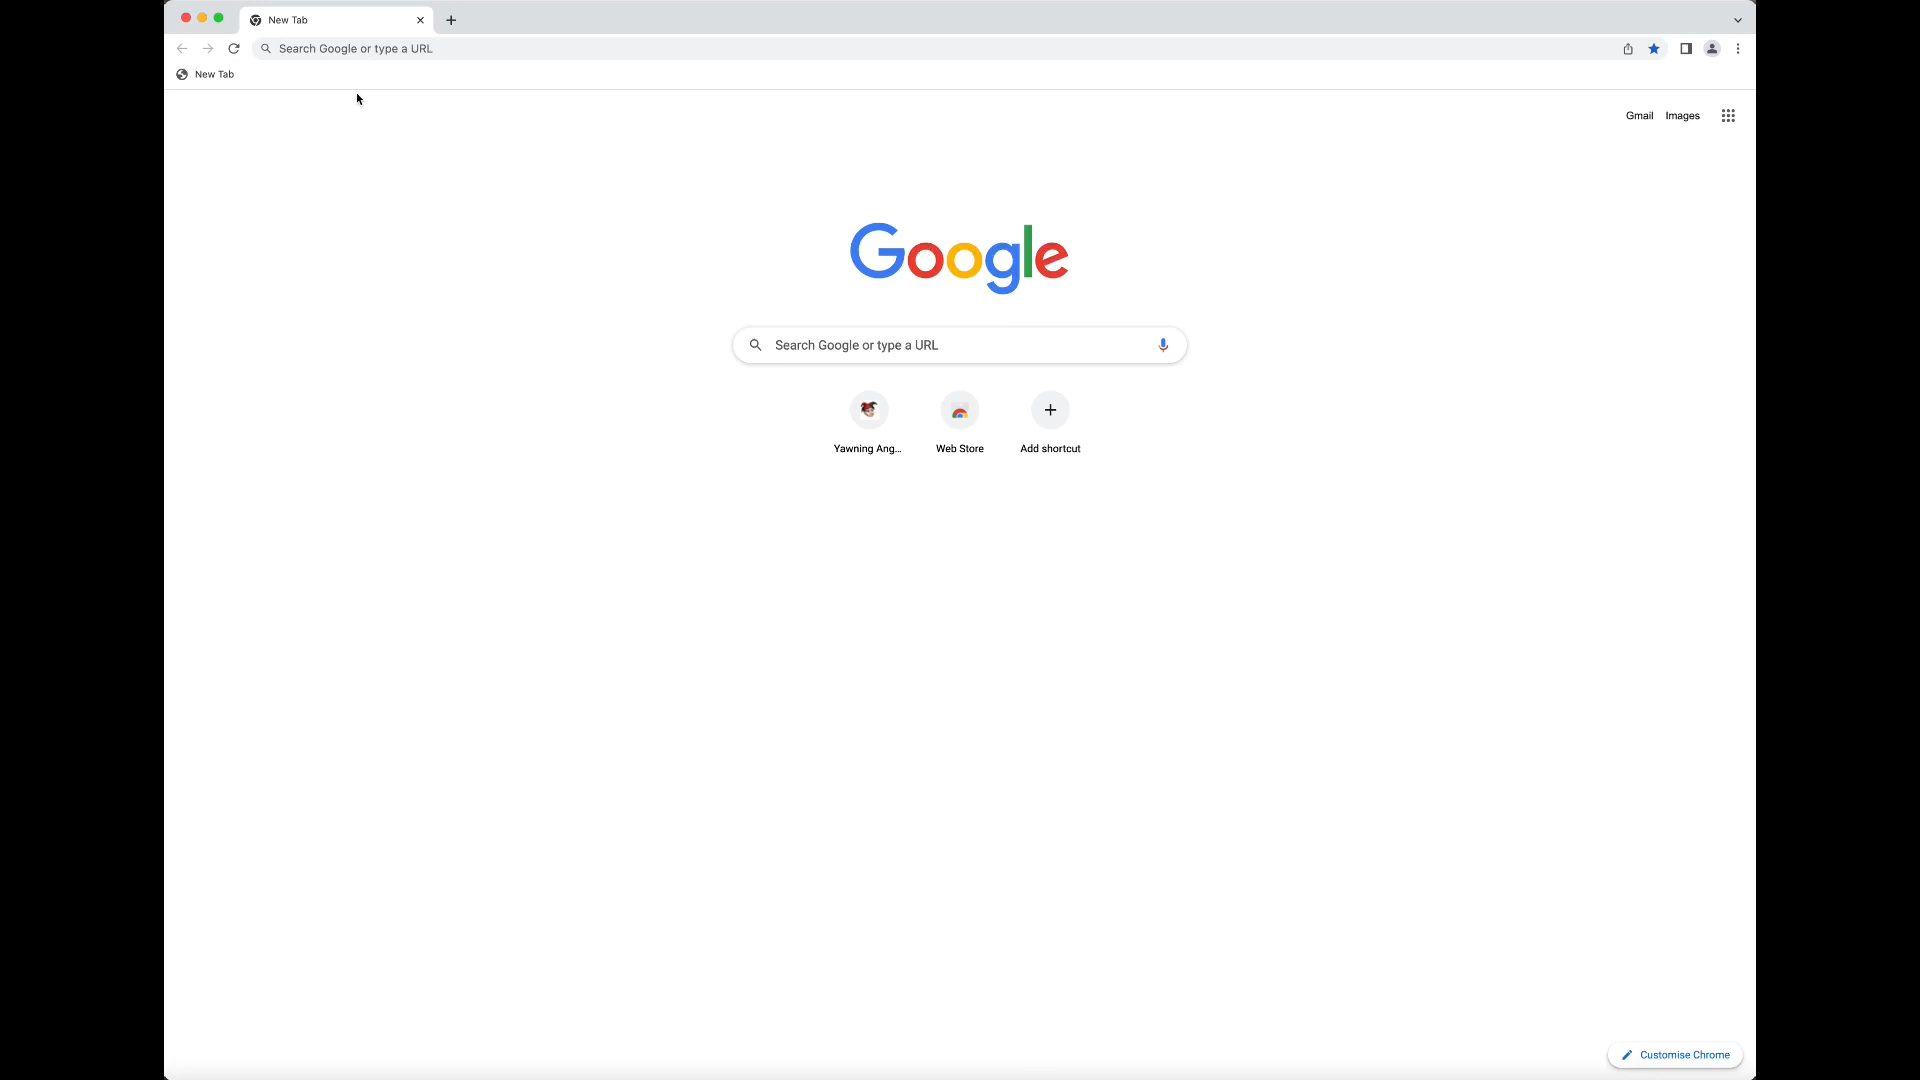 New Tab
Search Google or type a URL
New Tab
Gmail Images
Google
Search Google or type a URL
Yawning Ang... Web Store Add shortcut
Customise Chrome